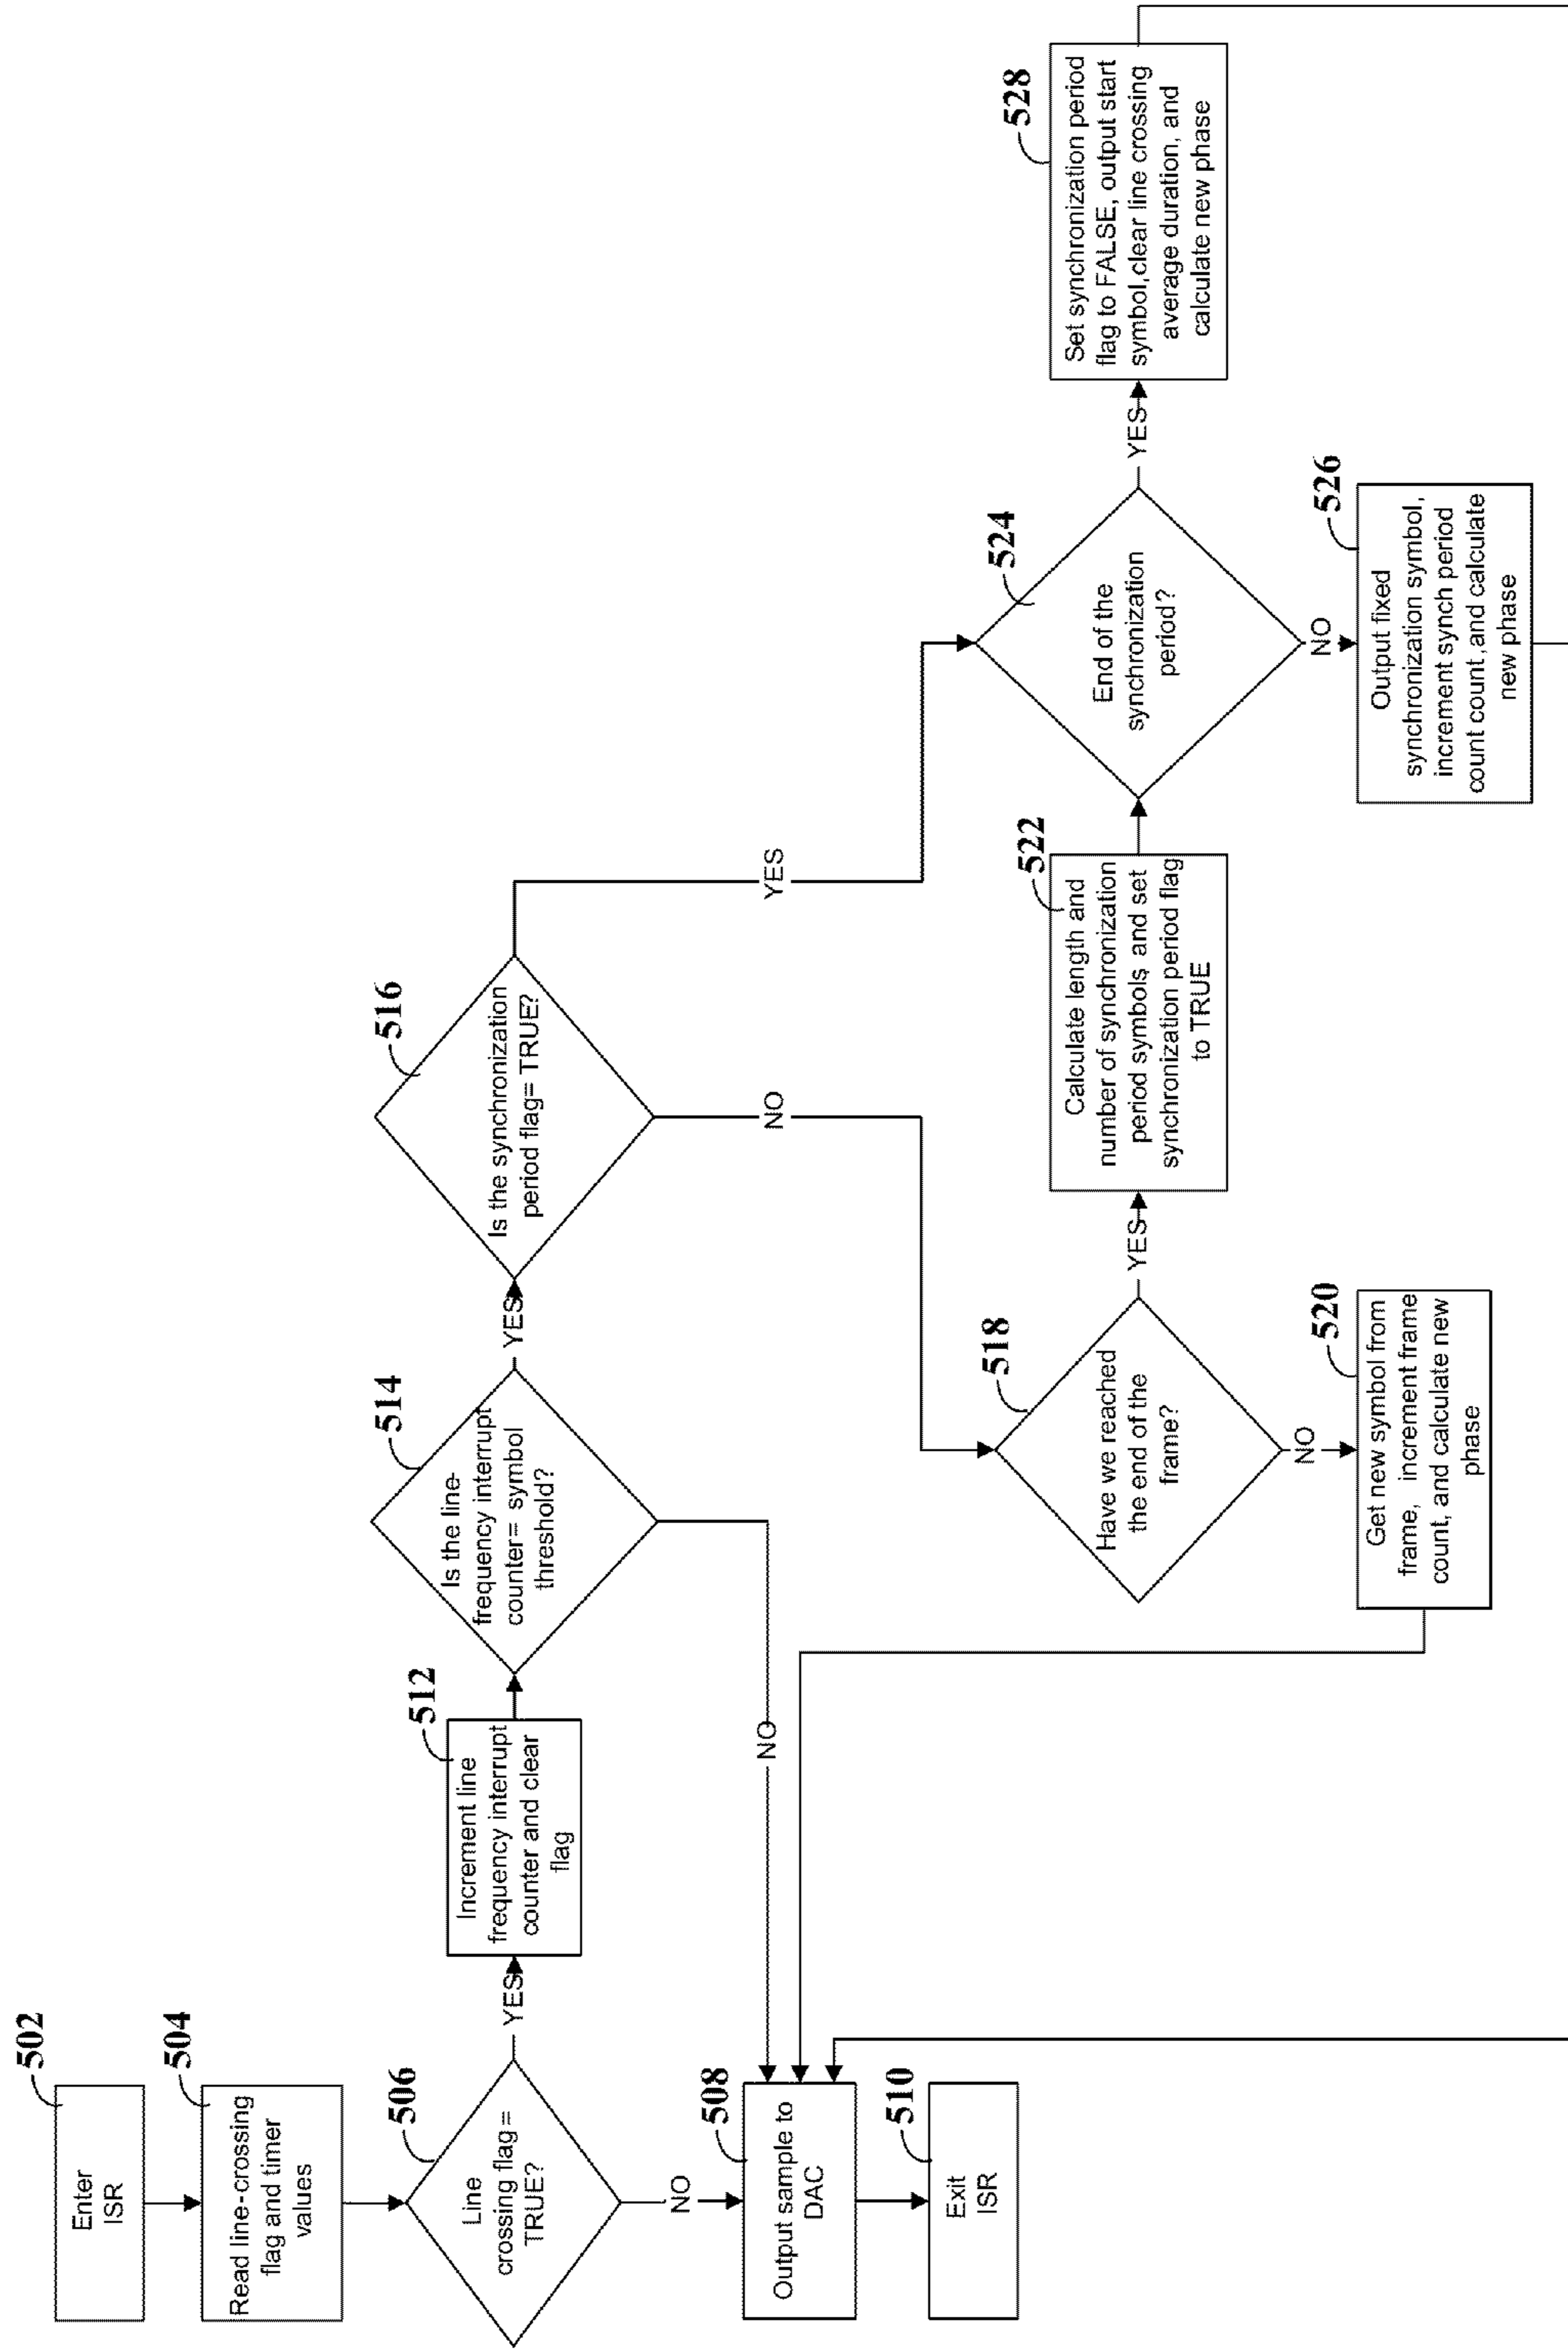 502
Enter
ISR
504
Read line-crossing
flag and timer
values
506
Line
crossing flag =
TRUE?
YES
NO
508
Output sample to
DAC
510
Exit
ISR
512
Increment line
frequency interrupt
counter and clear
flag
514
Is the line-
frequency interrupt
counter= symbol
threshold?
YES
NO
516
Is the synchronization
period flag= TRUE?
YES
NO
518
Have we reached
the end of the
frame?
YES
NO
520
Get new symbol from
frame, increment frame
count, and calculate new
phase
522
Calculate length and
number of synchronization
period symbols, and set
synchronization period flag
to TRUE
524
End of the
synchronization
period?
YES
NO
526
Output fixed
synchronization symbol,
increment synch period
count count,and calculate
new phase
528
Set synchronization period
flag to FALSE, output start
symbol,clear line crossing
average duration, and
calculate new phase